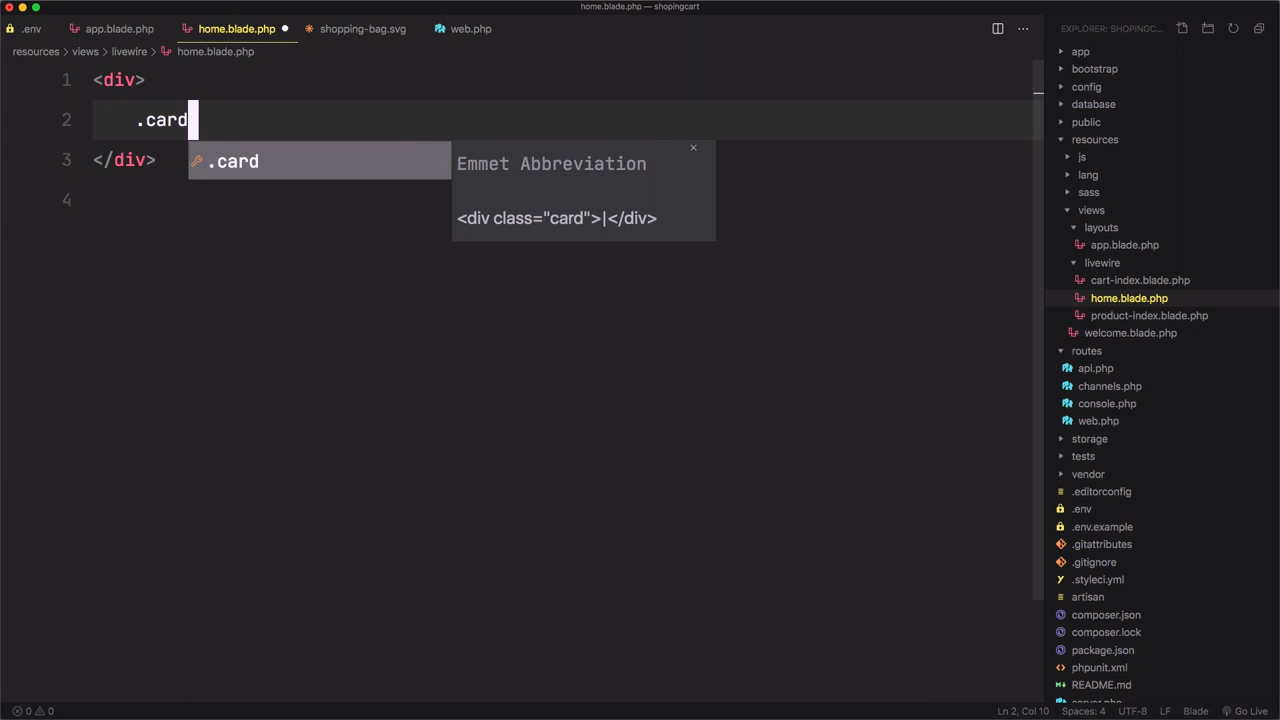 home.blade.php — shopingcart
.env
app.blade.php
home.blade.php
shopping-bag.svg
web.php
resources > views > livewire > home.blade.php
1 <div>
2 .card
3 </div>
4
.card
Emmet Abbreviation
<div class="card">|</div>
EXPLORER: SHOPINGC...
app
bootstrap
config
database
public
resources
js
lang
sass
views
layouts
app.blade.php
livewire
cart-index.blade.php
home.blade.php
product-index.blade.php
welcome.blade.php
routes
api.php
channels.php
console.php
web.php
storage
tests
vendor
.editorconfig
.env
.env.example
.gitattributes
.gitignore
.styleci.yml
artisan
composer.json
composer.lock
package.json
phpunit.xml
README.md
server.php
0 0
Ln 2, Col 10 Spaces: 4 UTF-8 LF Blade Go Live